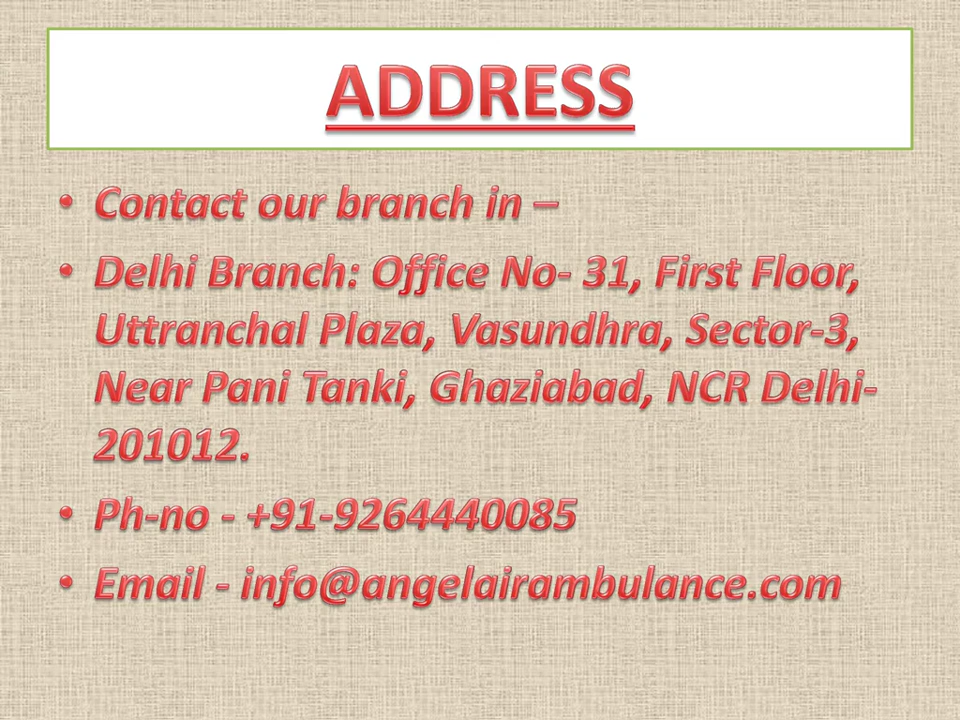 ADDRESS
• Contact our branch in –
• Delhi Branch: Office No- 31, First Floor,
Uttranchal Plaza, Vasundhra, Sector-3,
Near Pani Tanki, Ghaziabad, NCR Delhi-
201012.
• Ph-no - +91-9264440085
• Email - info@angelairambulance.com